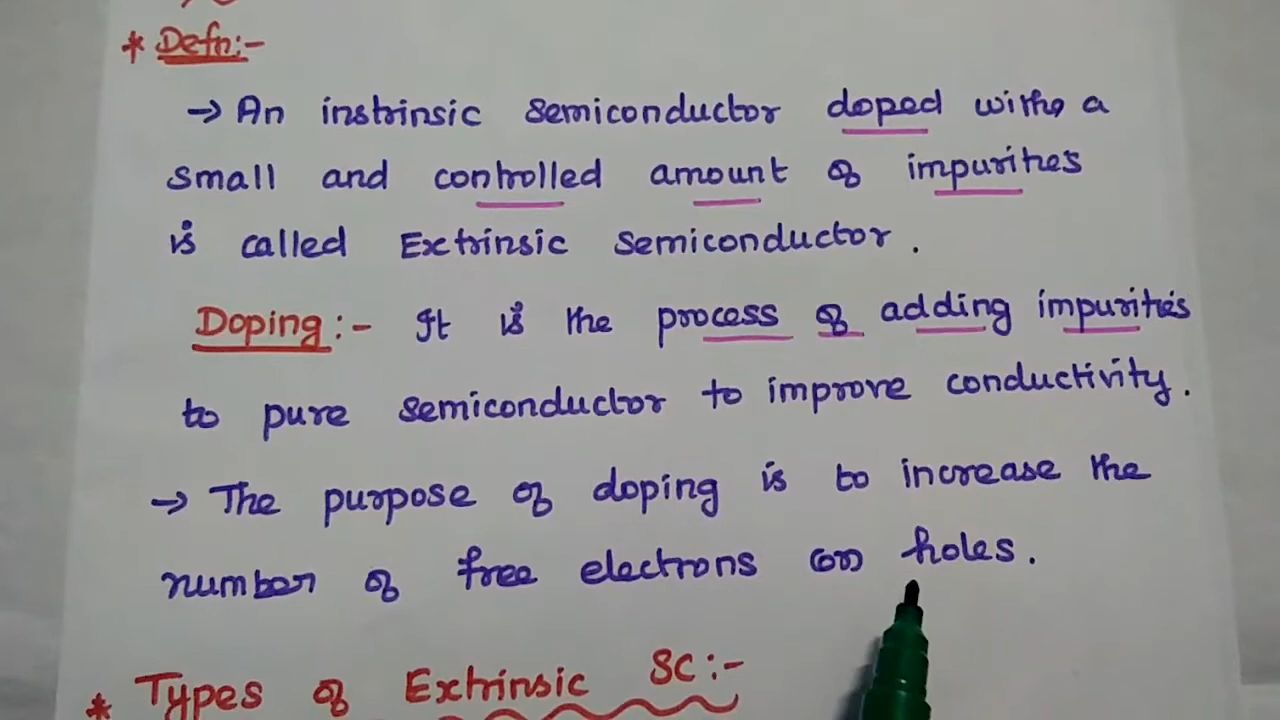 * Defn:-
→ An instrinsic semiconductor doped with a
small and controlled amount of impurities
is called Extrinsic semiconductor.
Doping:- It is the process of adding impurities
to pure semiconductor to improve conductivity.
→ The purpose of doping is to increase the
number of free electrons (or) holes.
* Types of Extrinsic SC:-